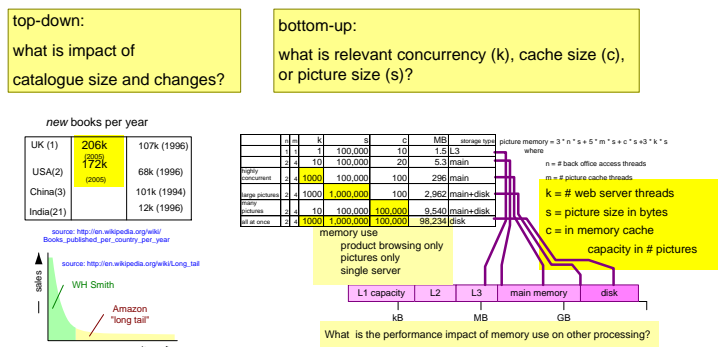 top-down:
what is impact of
catalogue size and changes?
bottom-up:
what is relevant concurrency (k), cache size (c),
or picture size (s)?
new books per year
UK (1) 206k (2005) 107k (1996)
USA(2) 172k (2005) 68k (1996)
China(3) 101k (1994)
India(21) 12k (1996)
source: http://en.wikipedia.org/wiki/
Books_published_per_country_per_year
source: http://en.wikipedia.org/wiki/Long_tail
sales
WH Smith
Amazon
"long tail"
n m k s c MB storage type
1 1 1 100,000 10 1.5 L3
2 4 10 100,000 20 5.3 main
highly concurrent 2 4 1000 100,000 100 296 main
large pictures 2 4 1000 1,000,000 100 2,962 main+disk
many pictures 2 4 10 100,000 100,000 9,540 main+disk
all at once 2 4 1000 1,000,000 100,000 98,234 disk
picture memory = 3 * n * s + 5 * m * s + c * s +3 * k * s
where
n = # back office access threads
m = # picture cache threads
k = # web server threads
s = picture size in bytes
c = in memory cache
capacity in # pictures
memory use
product browsing only
pictures only
single server
L1 capacity L2 L3 main memory disk
kB MB GB
What is the performance impact of memory use on other processing?